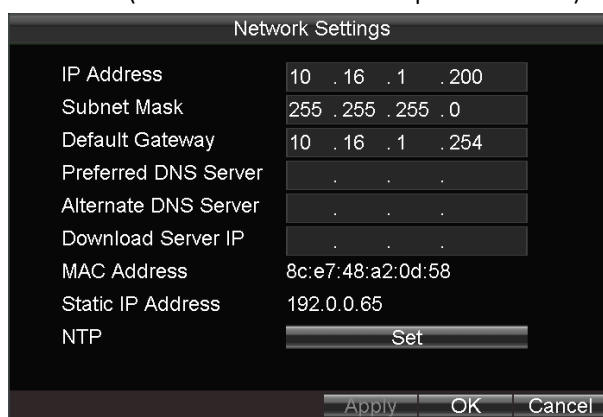 Network Settings
IP Address 10 . 16 . 1 . 200
Subnet Mask 255 . 255 . 255 . 0
Default Gateway 10 . 16 . 1 . 254
Preferred DNS Server . . .
Alternate DNS Server . . .
Download Server IP . . .
MAC Address 8c:e7:48:a2:0d:58
Static IP Address 192.0.0.65
NTP Set
Apply OK Cancel